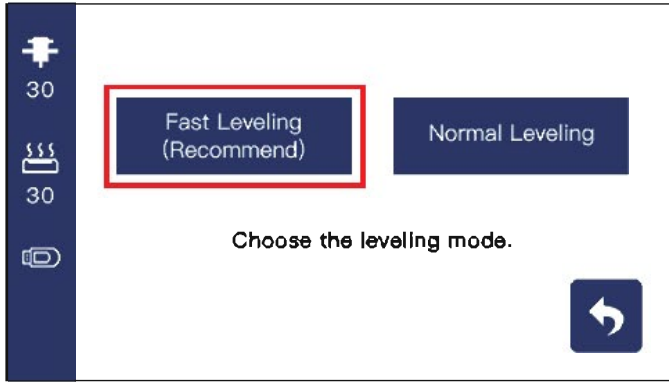 30
30
Fast Leveling
(Recommend)
Normal Leveling
Choose the leveling mode.